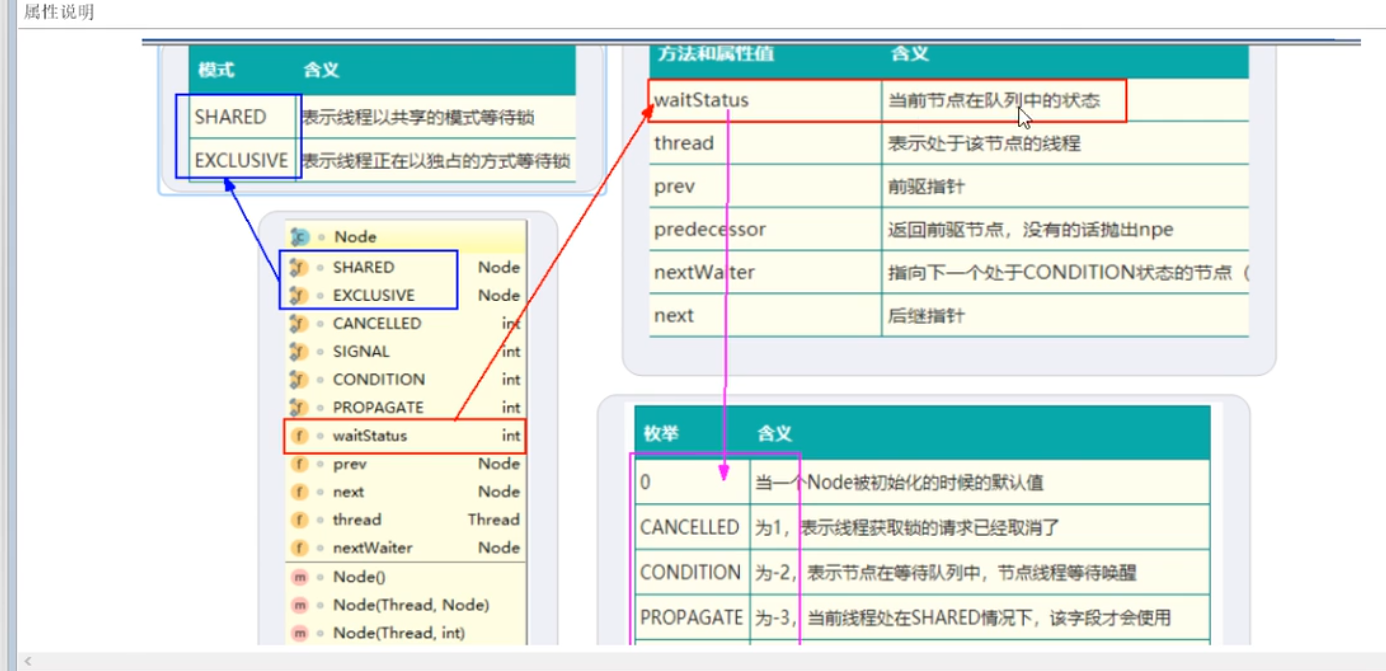 属性说明
模式 含义
SHARED 表示线程以共享的模式等待锁
EXCLUSIVE 表示线程正在以独占的方式等待锁
方法和属性值 含义
waitStatus 当前节点在队列中的状态
thread 表示处于该节点的线程
prev 前驱指针
predecessor 返回前驱节点，没有的话抛出npe
nextWaiter 指向下一个处于CONDITION状态的节点（
next 后继指针
Node
SHARED Node
EXCLUSIVE Node
CANCELLED int
SIGNAL int
CONDITION int
PROPAGATE int
waitStatus int
prev Node
next Node
thread Thread
nextWaiter Node
Node()
Node(Thread, Node)
Node(Thread, int)
枚举 含义
0 当一个Node被初始化的时候的默认值
CANCELLED 为1，表示线程获取锁的请求已经取消了
CONDITION 为-2，表示节点在等待队列中，节点线程等待唤醒
PROPAGATE 为-3，当前线程处在SHARED情况下，该字段才会使用